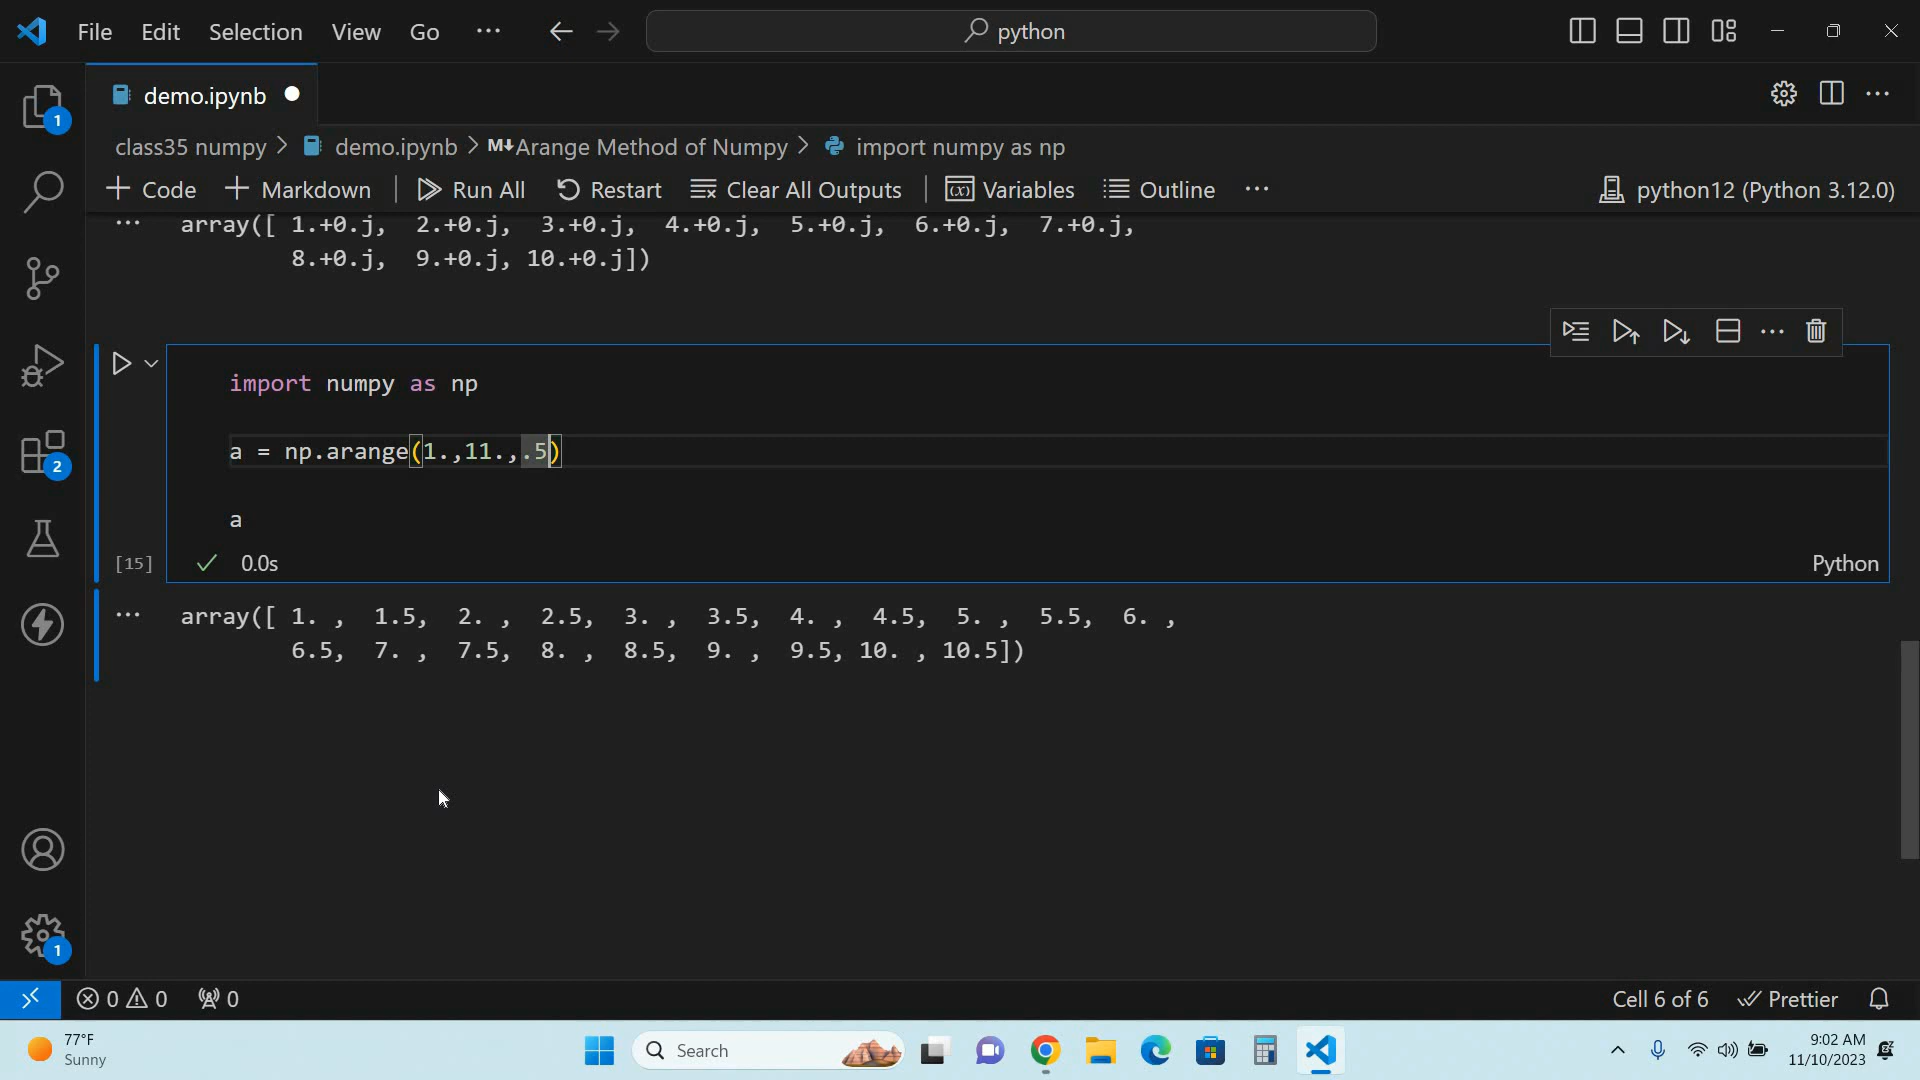 File Edit Selection View Go ··· python
demo.ipynb
class35 numpy > demo.ipynb > M↓Arange Method of Numpy > import numpy as np
+ Code + Markdown | Run All Restart Clear All Outputs | Variables Outline ··· python12 (Python 3.12.0)
··· array([ 1.+0.j,  2.+0.j,  3.+0.j,  4.+0.j,  5.+0.j,  6.+0.j,  7.+0.j,
8.+0.j,  9.+0.j, 10.+0.j])
import numpy as np
a = np.arange(1.,11.,.5)
a
[15] ✓ 0.0s Python
··· array([ 1. ,  1.5,  2. ,  2.5,  3. ,  3.5,  4. ,  4.5,  5. ,  5.5,  6. ,
6.5,  7. ,  7.5,  8. ,  8.5,  9. ,  9.5, 10. , 10.5])
1
2
1
0 0 0 Cell 6 of 6 Prettier
77°F
Sunny
Search
9:02 AM
11/10/2023